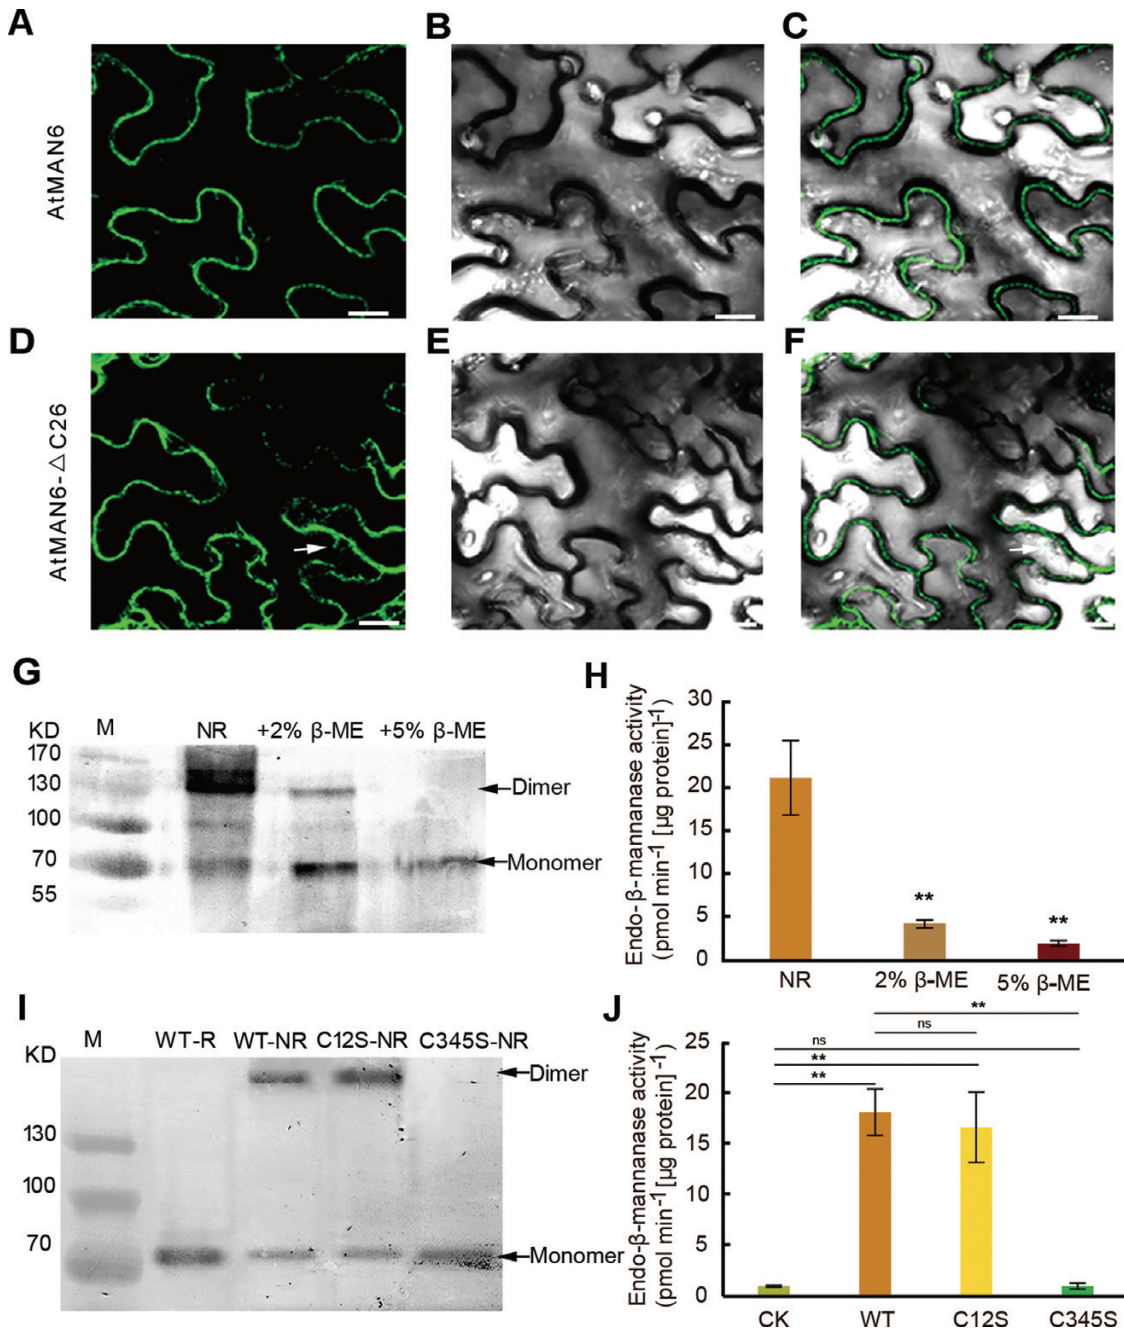 A
B
C
AtMAN6
D
E
F
AtMAN6-△C26
G
KD
M
NR
+2% β-ME
+5% β-ME
170
130
100
70
55
Dimer
Monomer
H
Endo-β-mannanase activity
(pmol min⁻¹ [µg protein]⁻¹)
30
25
20
15
10
5
0
**
**
NR
2% β-ME
5% β-ME
I
KD
M
WT-R
WT-NR
C12S-NR
C345S-NR
130
100
70
Dimer
Monomer
J
Endo-β-mannanase activity
(pmol min⁻¹ [µg protein]⁻¹)
25
20
15
10
5
0
**
ns
ns
**
**
CK
WT
C12S
C345S